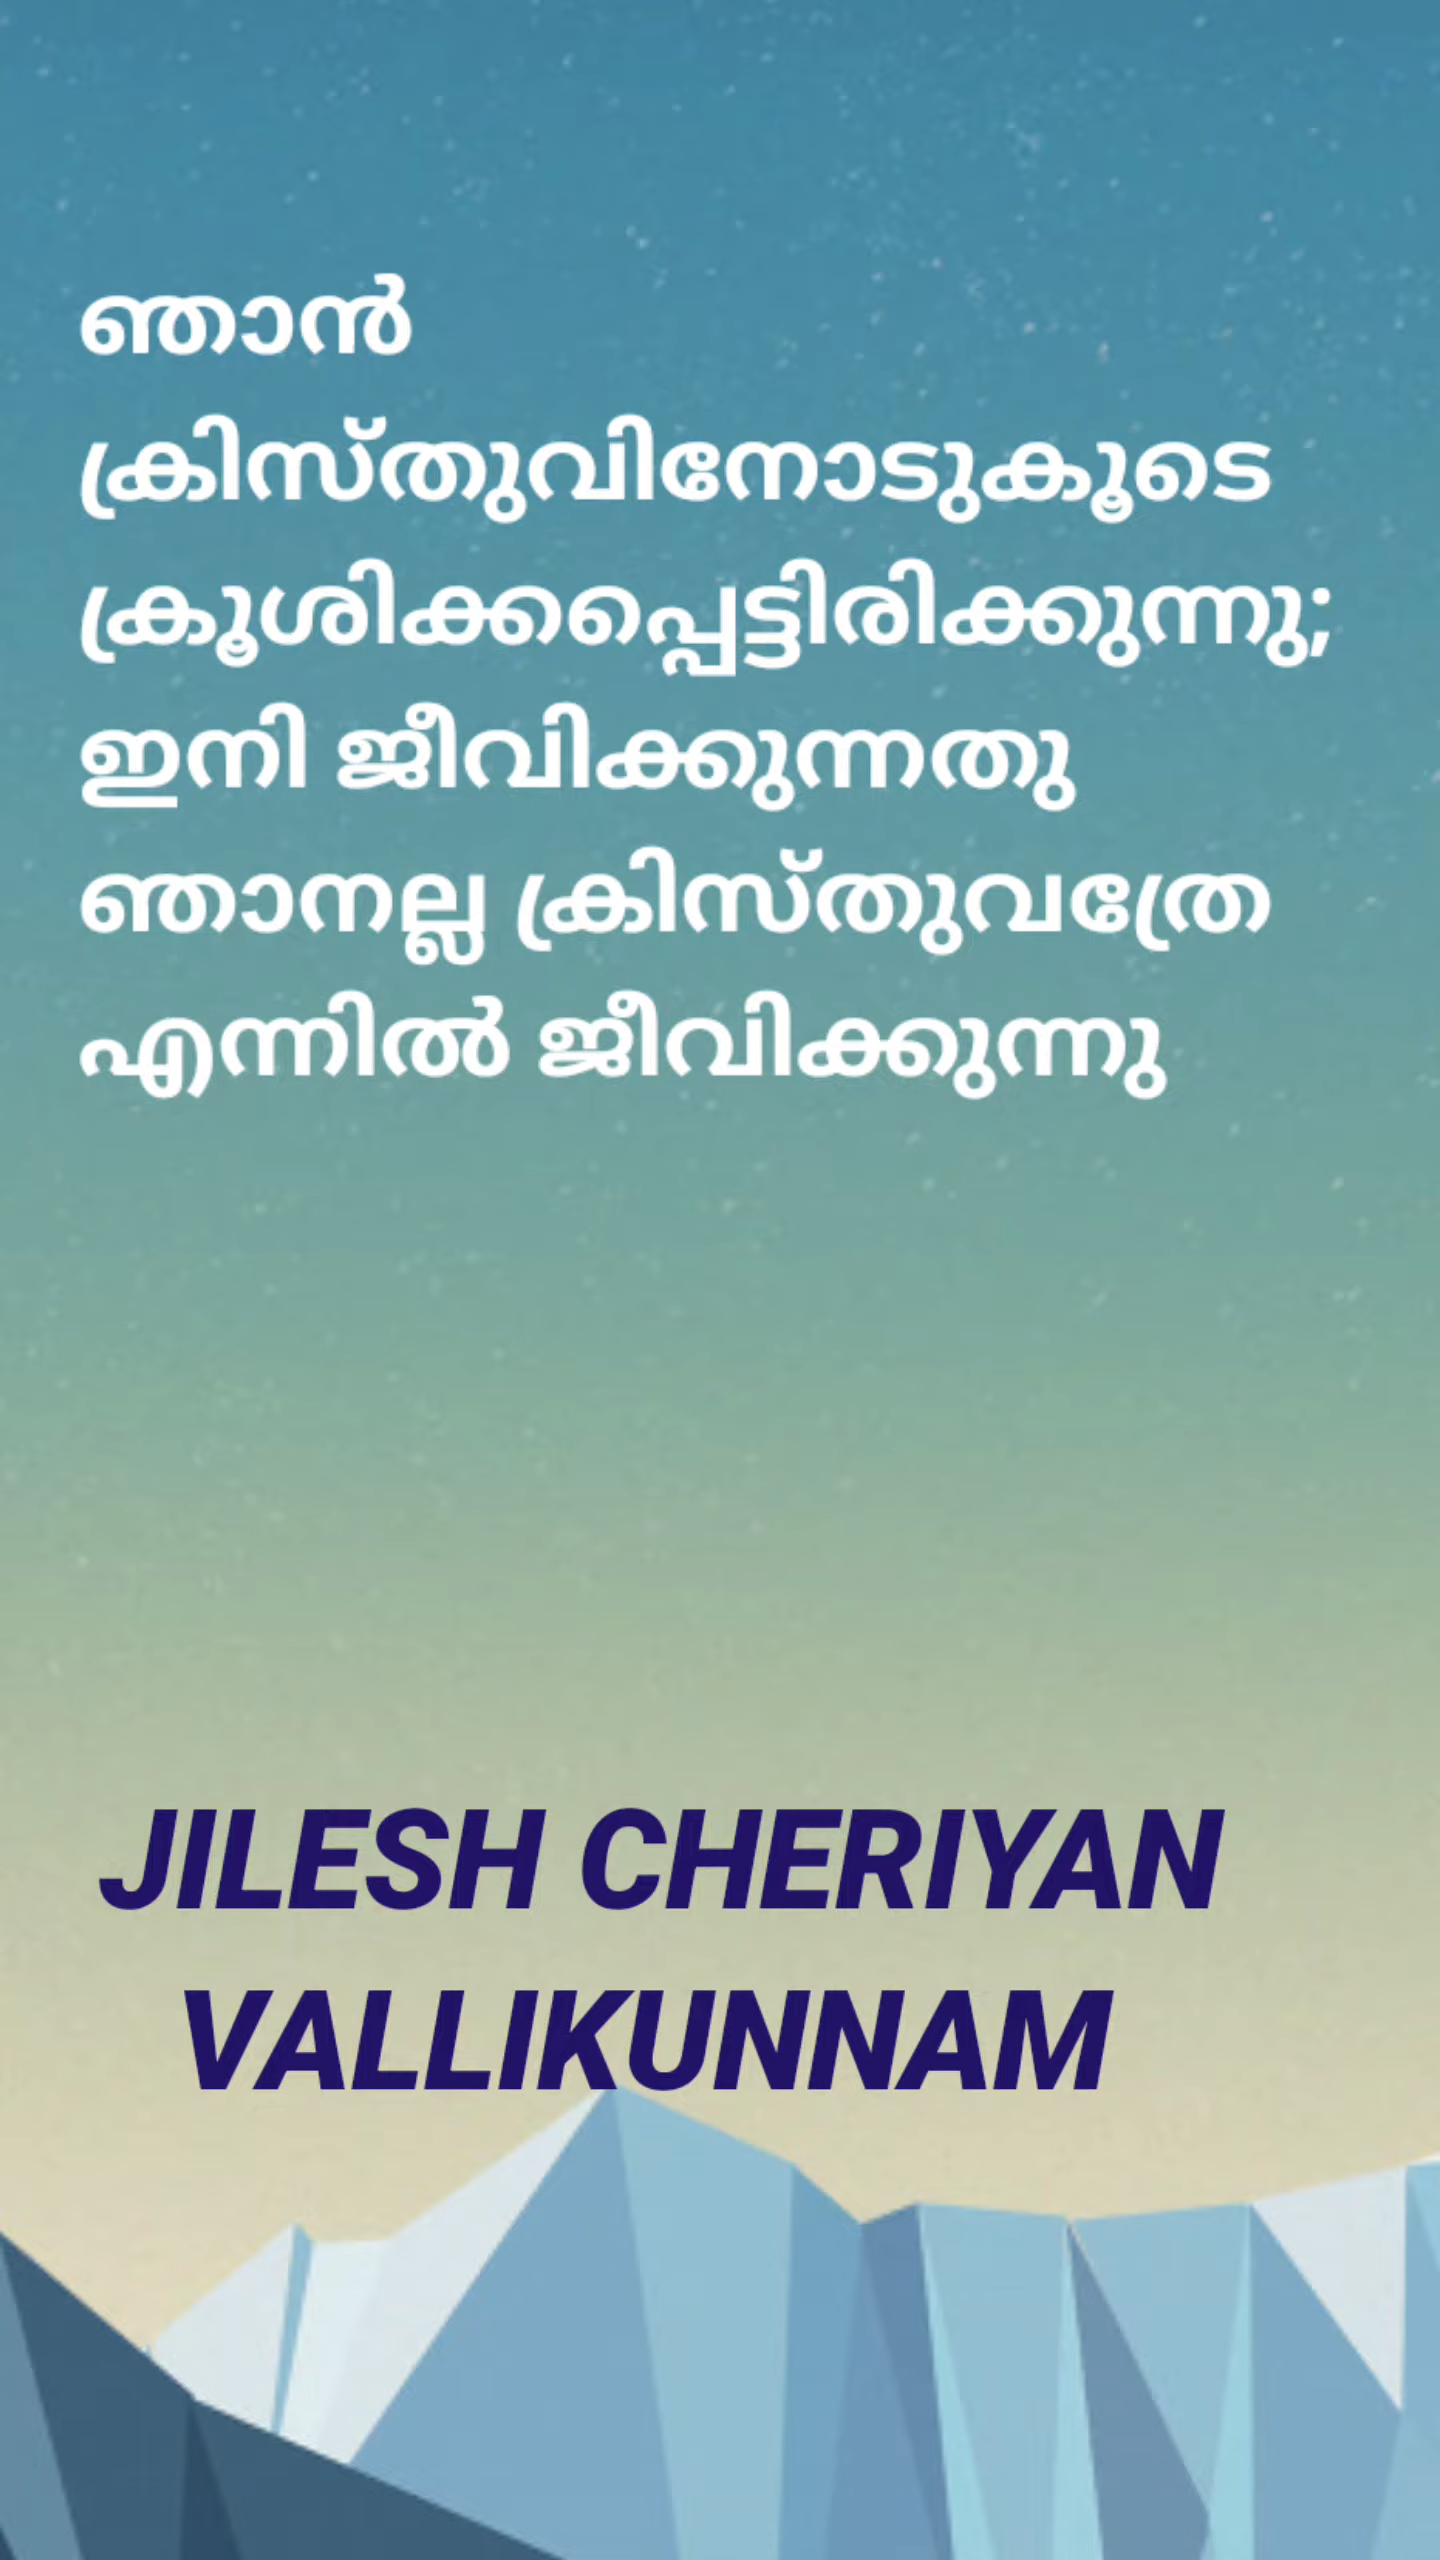 ഞാൻ
ക്രിസ്തുവിനോടുകൂടെ
ക്രൂശിക്കപ്പെട്ടിരിക്കുന്നു;
ഇനി ജീവിക്കുന്നതു
ഞാനല്ല ക്രിസ്തുവത്രേ
എന്നിൽ ജീവിക്കുന്നു
JILESH CHERIYAN
VALLIKUNNAM